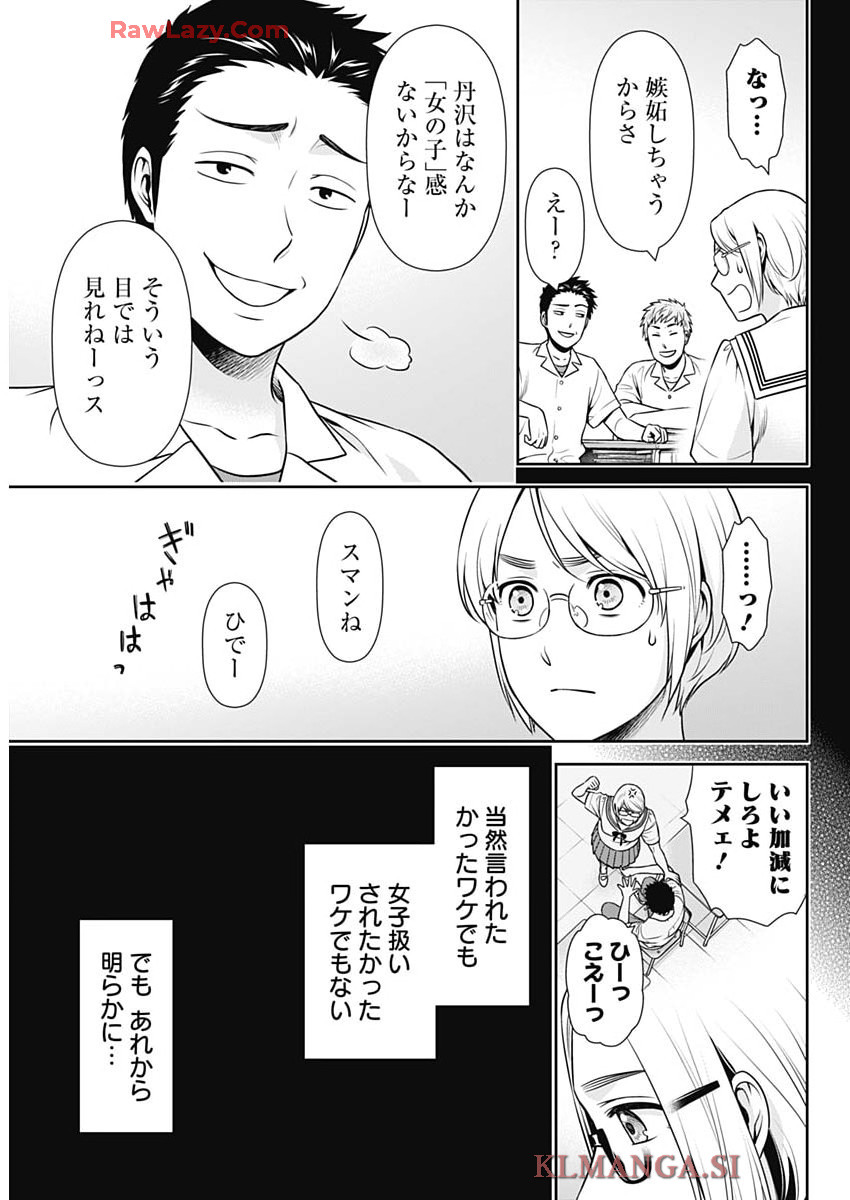 RawLazy.Com
なっ…
嫉妬しちゃう
からさ
えー？
丹沢はなんか
「女の子」感
ないからなー
そういう
目では
見れねーっス
……っ！
スマンね
ひでー
ぎゃははっ
いい加減に
しろよ
テメェ！
ひーっ
こえーっ
当然言われた
かったワケでも
女子扱い
されたかった
ワケでもない
でも あれから
明らかに…
KLMANGA.SI